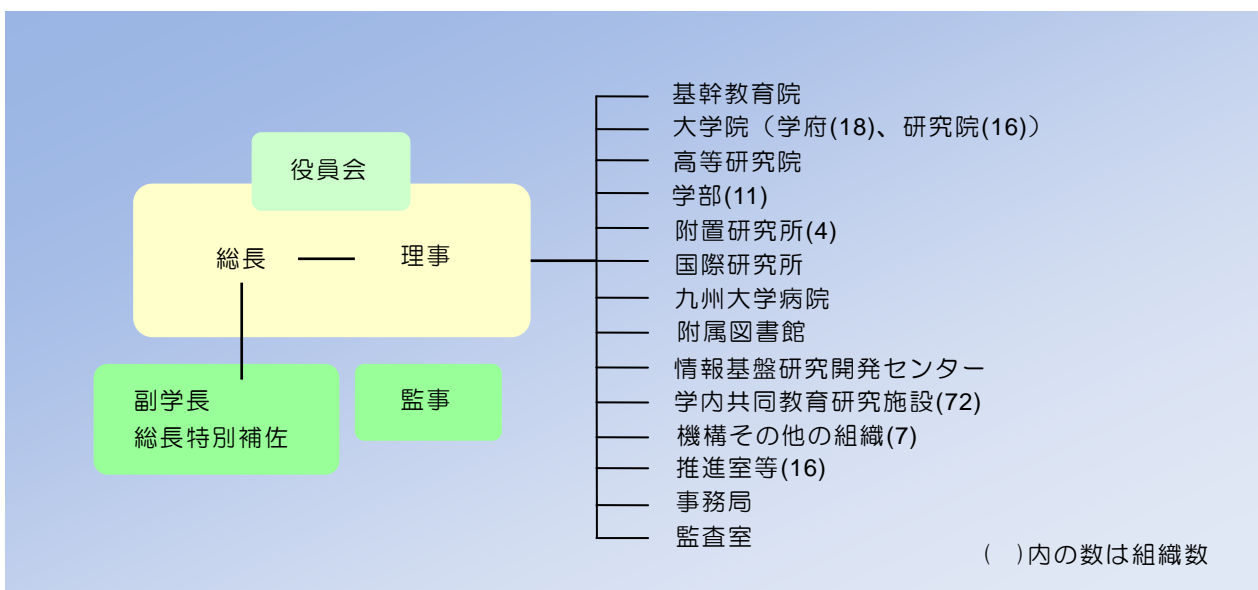 役員会
総長
理事
副学長
総長特別補佐
監事
基幹教育院
大学院（学府(18)、研究院(16)）
高等研究院
学部(11)
附置研究所(4)
国際研究所
九州大学病院
附属図書館
情報基盤研究開発センター
学内共同教育研究施設(72)
機構その他の組織(7)
推進室等(16)
事務局
監査室
(　)内の数は組織数